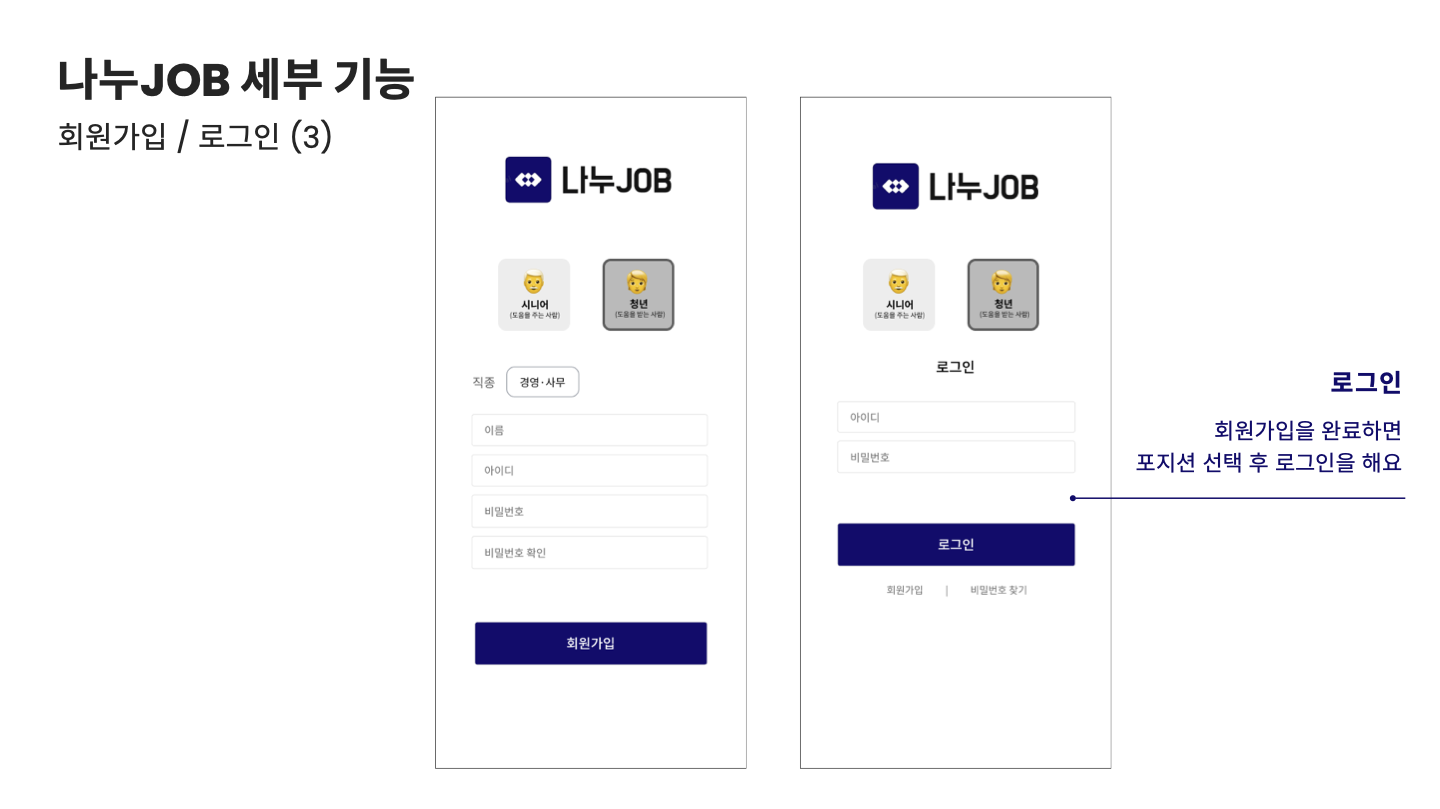 나누JOB 세부 기능
회원가입 / 로그인 (3)
나누JOB
시니어
(도움을 주는 사람)
청년
(도움을 받는 사람)
직종
경영·사무
이름
아이디
비밀번호
비밀번호 확인
회원가입
나누JOB
시니어
(도움을 주는 사람)
청년
(도움을 받는 사람)
로그인
아이디
비밀번호
로그인
회원가입 | 비밀번호 찾기
로그인
회원가입을 완료하면
포지션 선택 후 로그인을 해요